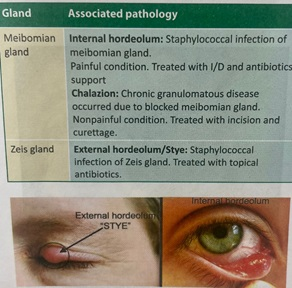 Gland Associated pathology
Meibomian gland Internal hordeolum: Staphylococcal infection of
meibomian gland.
Painful condition. Treated with I/D and antibiotics
support
Chalazion: Chronic granulomatous disease
occurred due to blocked meibomian gland.
Nonpainful condition. Treated with incision and
curettage.
Zeis gland External hordeolum/Stye: Staphylococcal
infection of Zeis gland. Treated with topical
antibiotics.
External hordeolum
"STYE"
Internal hordeolum